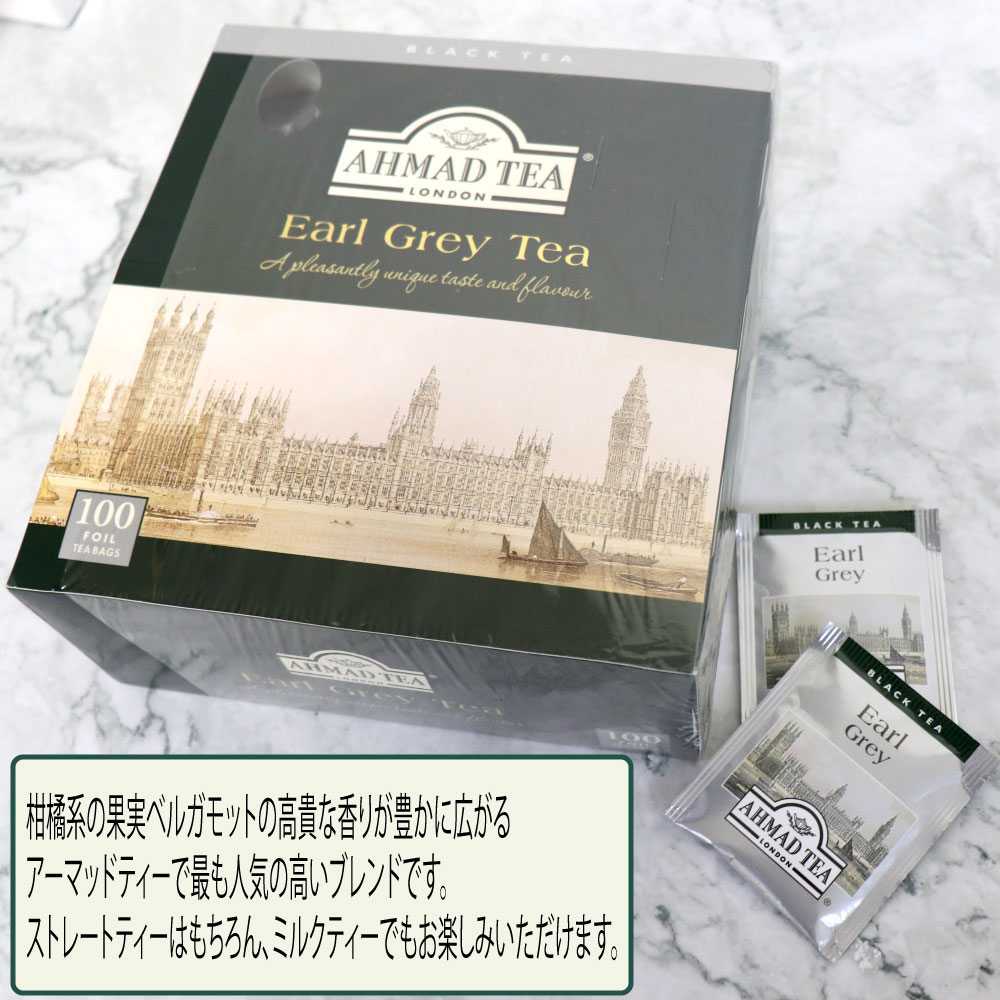 BLACK TEA
AHMAD TEA®
LONDON
Earl Grey Tea
A pleasantly unique taste and flavour
100
FOIL
TEA BAGS
AHMAD TEA
LONDON
Earl Grey Tea
100
BLACK TEA
Earl
Grey
BLACK TEA
Earl
Grey
AHMAD TEA®
LONDON
柑橘系の果実ベルガモットの高貴な香りが豊かに広がる
アーマッドティーで最も人気の高いブレンドです。
ストレートティーはもちろん、ミルクティーでもお楽しみいただけます。